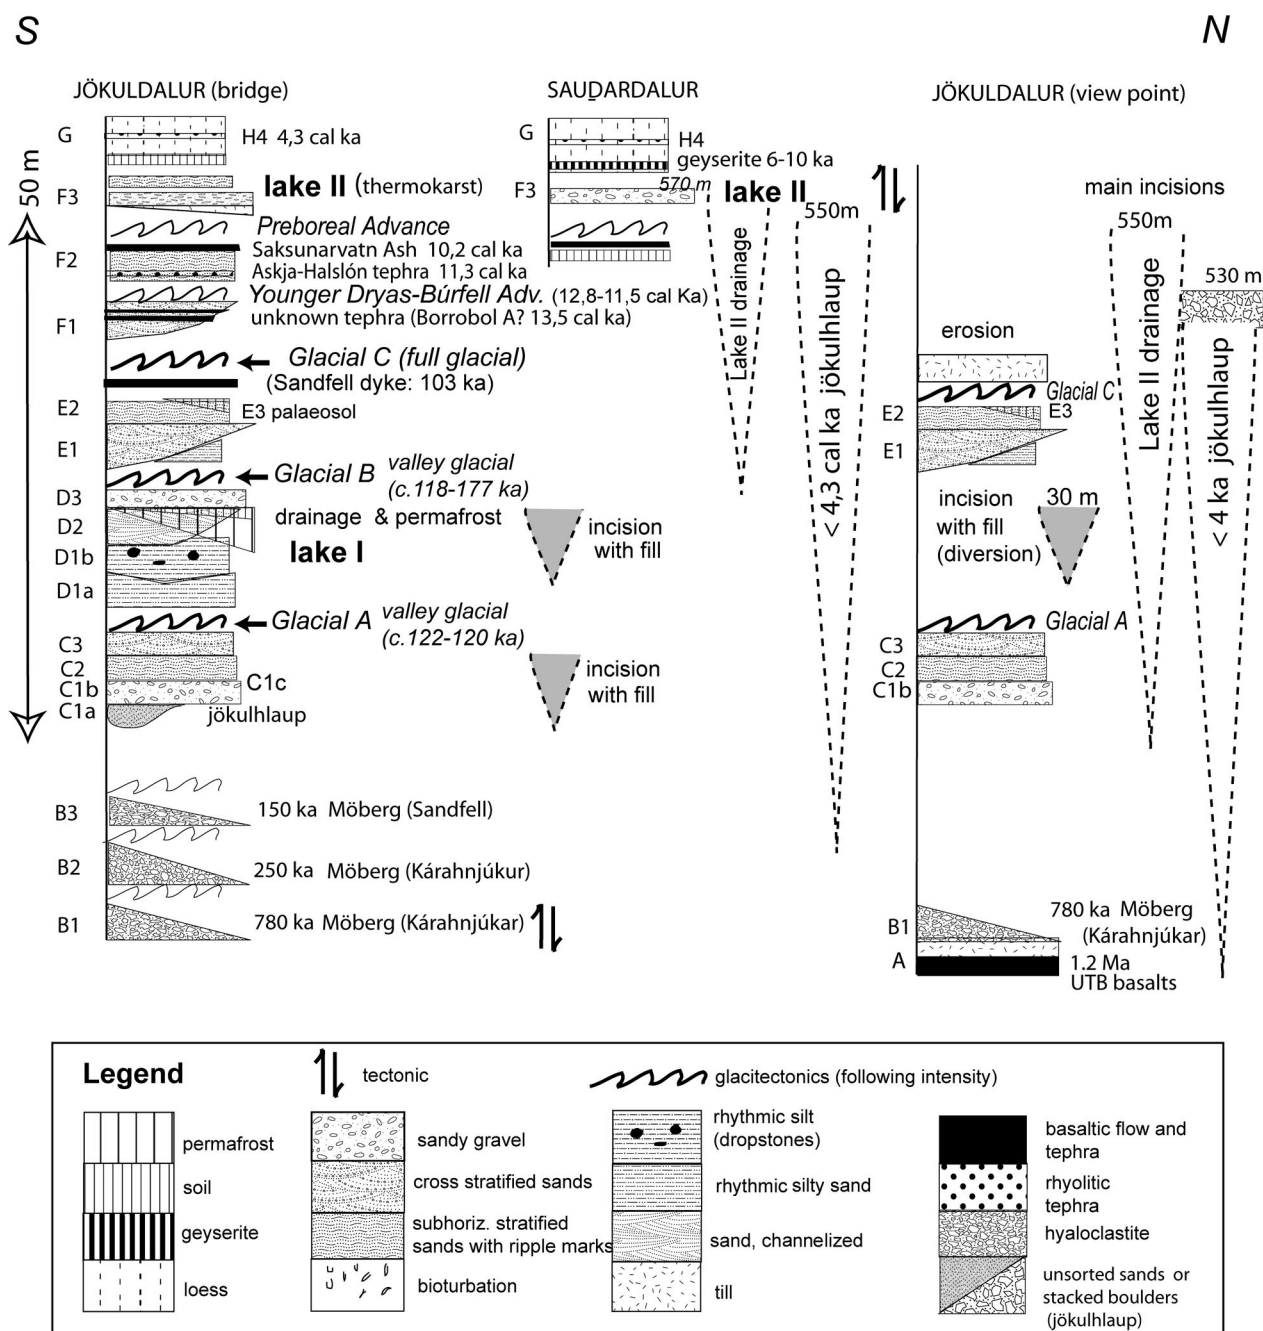 S
N
JÖKULDALUR (bridge)
SAUDARDALUR
JÖKULDALUR (view point)
50 m
G
H4 4,3 cal ka
F3
lake II (thermokarst)
Preboreal Advance
F2
Saksunarvatn Ash 10,2 cal ka
Askja-Halslón tephra 11,3 cal ka
Younger Dryas-Búrfell Adv. (12,8-11,5 cal Ka)
F1
unknown tephra (Borrobol A? 13,5 cal ka)
Glacial C (full glacial)
(Sandfell dyke: 103 ka)
E2
E3 palaeosol
E1
Glacial B
valley glacial
(c.118-177 ka)
D3
D2
drainage & permafrost
lake I
D1b
D1a
incision
with fill
Glacial A
valley glacial
(c.122-120 ka)
C3
C2
C1b
C1c
C1a
jökulhlaup
incision
with fill
B3
150 ka Möberg (Sandfell)
B2
250 ka Möberg (Kárahnjúkur)
B1
780 ka Möberg (Kárahnjúkar)
G
H4
geyserite 6-10 ka
F3
570 m
lake II
550m
Lake II drainage
< 4,3 cal ka jökulhlaup
main incisions
550m
530 m
Lake II drainage
< 4 ka jökulhlaup
erosion
Glacial C
E2
E3
E1
incision
with fill
(diversion)
30 m
Glacial A
C3
C2
C1b
B1
780 ka Möberg
(Kárahnjúkar)
A
1.2 Ma
UTB basalts
Legend
tectonic
glacitectonics (following intensity)
permafrost
soil
geyserite
loess
sandy gravel
cross stratified sands
subhoriz. stratified
sands with ripple marks
bioturbation
rhythmic silt
(dropstones)
rhythmic silty sand
sand, channelized
till
basaltic flow and
tephra
rhyolitic
tephra
hyaloclastite
unsorted sands or
stacked boulders
(jökulhlaup)